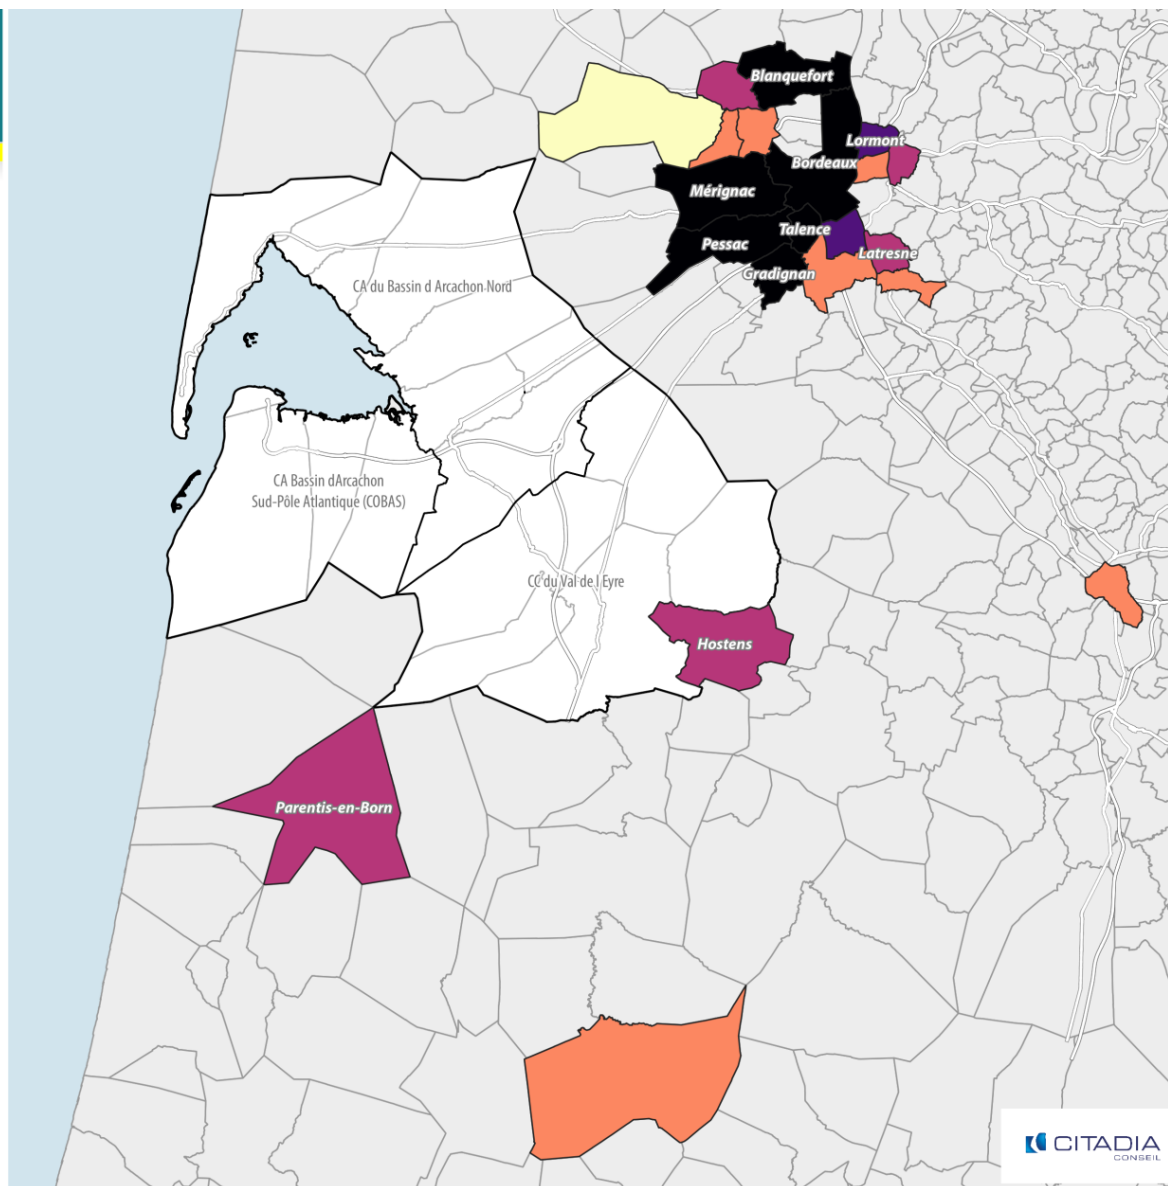 Blanquefort
Lormont
Bordeaux
Mérignac
Talence
Pessac
Latresne
Gradignan
CA du Bassin d Arcachon Nord
CA Bassin dArcachon
Sud-Pôle Atlantique (COBAS)
CC du Val de l Eyre
Hostens
Parentis-en-Born
CITADIA
CONSEIL